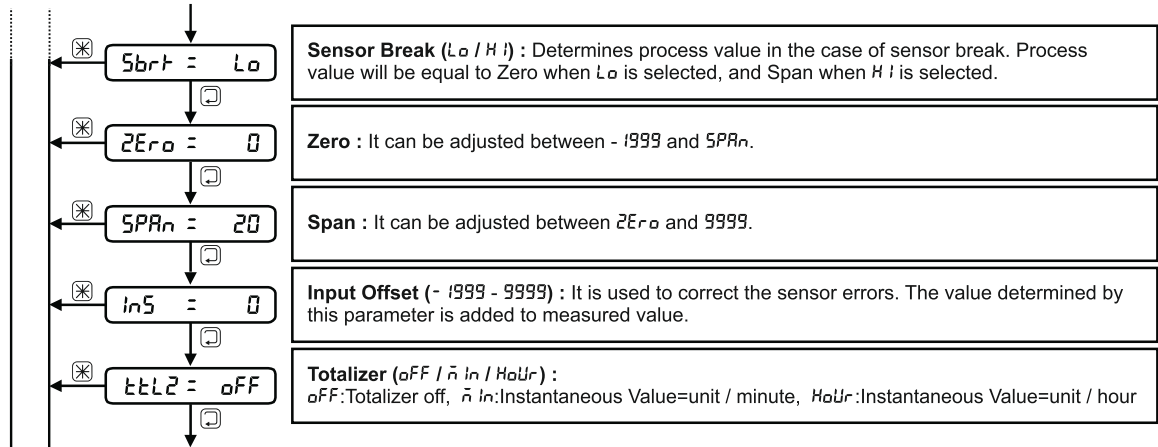 Sbrk = Lo
Sensor Break (Lo / HI) : Determines process value in the case of sensor break. Process
value will be equal to Zero when Lo is selected, and Span when HI is selected.
ZEro = 0
Zero : It can be adjusted between -1999 and SPAn.
SPAn = 20
Span : It can be adjusted between ZEro and 9999.
InS = 0
Input Offset (-1999 - 9999) : It is used to correct the sensor errors. The value determined by
this parameter is added to measured value.
ttLZ = oFF
Totalizer (oFF / n̄ In / HoUr) :
oFF:Totalizer off, n̄ In:Instantaneous Value=unit / minute, HoUr:Instantaneous Value=unit / hour